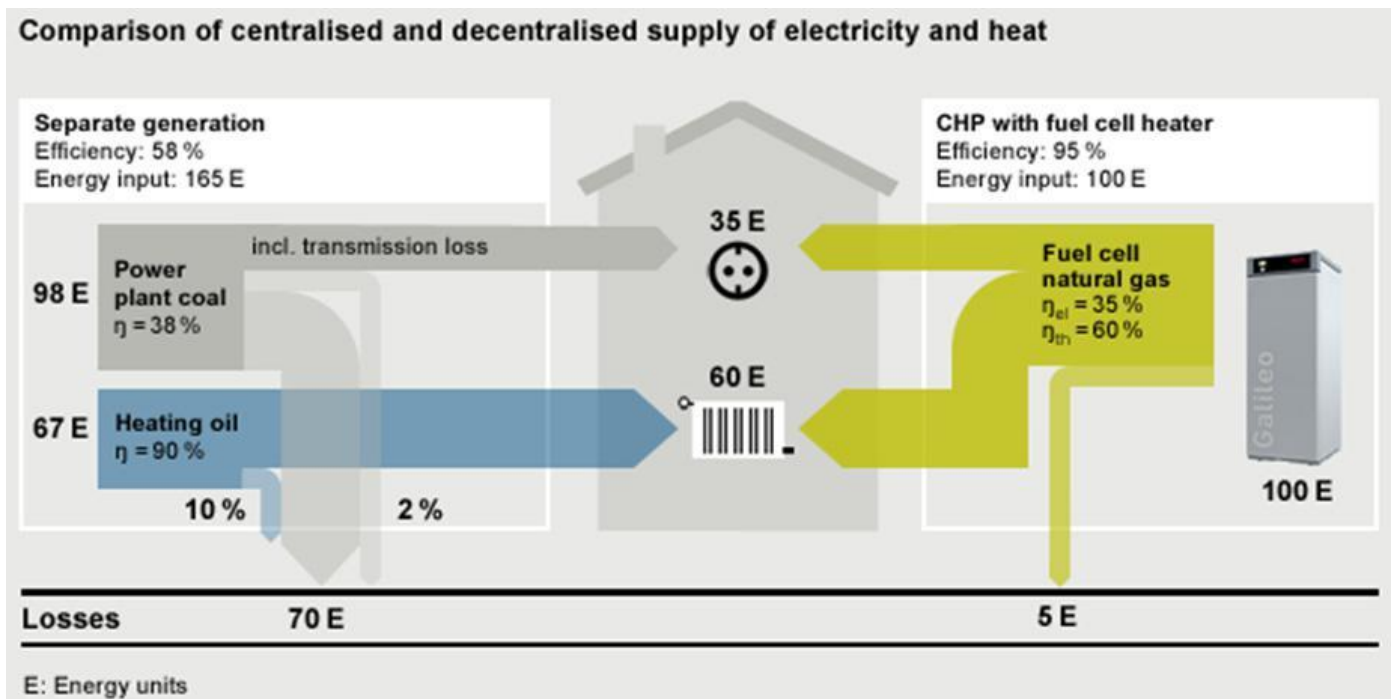 Comparison of centralised and decentralised supply of electricity and heat
Separate generation
Efficiency: 58 %
Energy input: 165 E
98 E
Power
plant coal
ŋ = 38 %
incl. transmission loss
67 E
Heating oil
ŋ = 90 %
10 %
2 %
35 E
60 E
CHP with fuel cell heater
Efficiency: 95 %
Energy input: 100 E
Fuel cell
natural gas
ŋel = 35 %
ŋth = 60 %
Galileo
100 E
Losses
70 E
5 E
E: Energy units